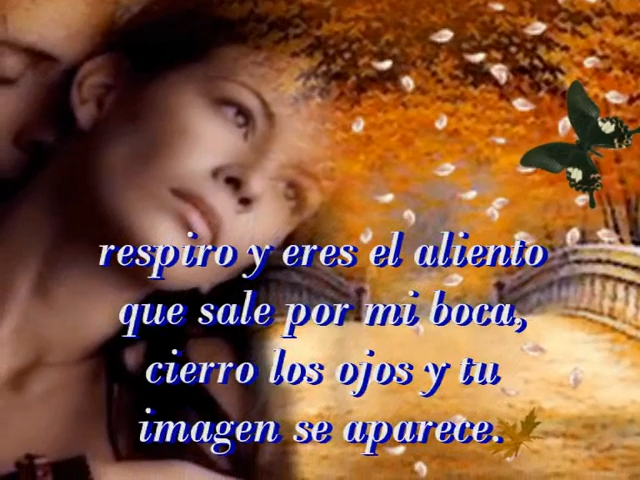 respiro y eres el aliento
que sale por mi boca,
cierro los ojos y tu
imagen se aparece.